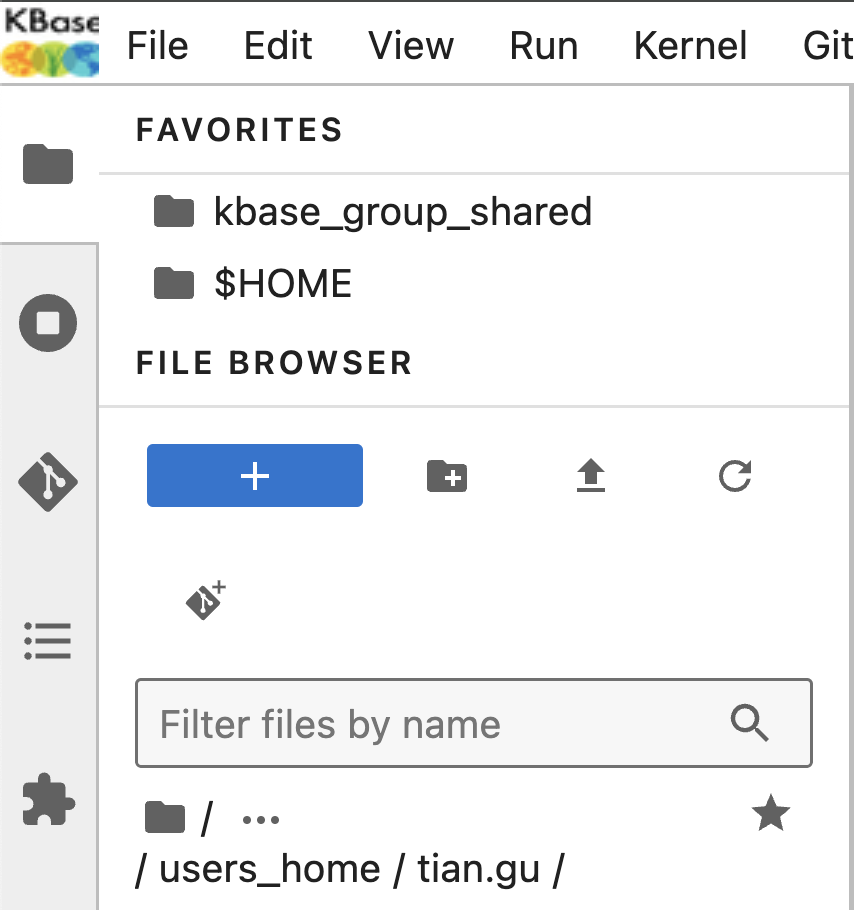 KBase
File Edit View Run Kernel Git
FAVORITES
kbase_group_shared
$HOME
FILE BROWSER
Filter files by name
/ ...
/ users_home / tian.gu /